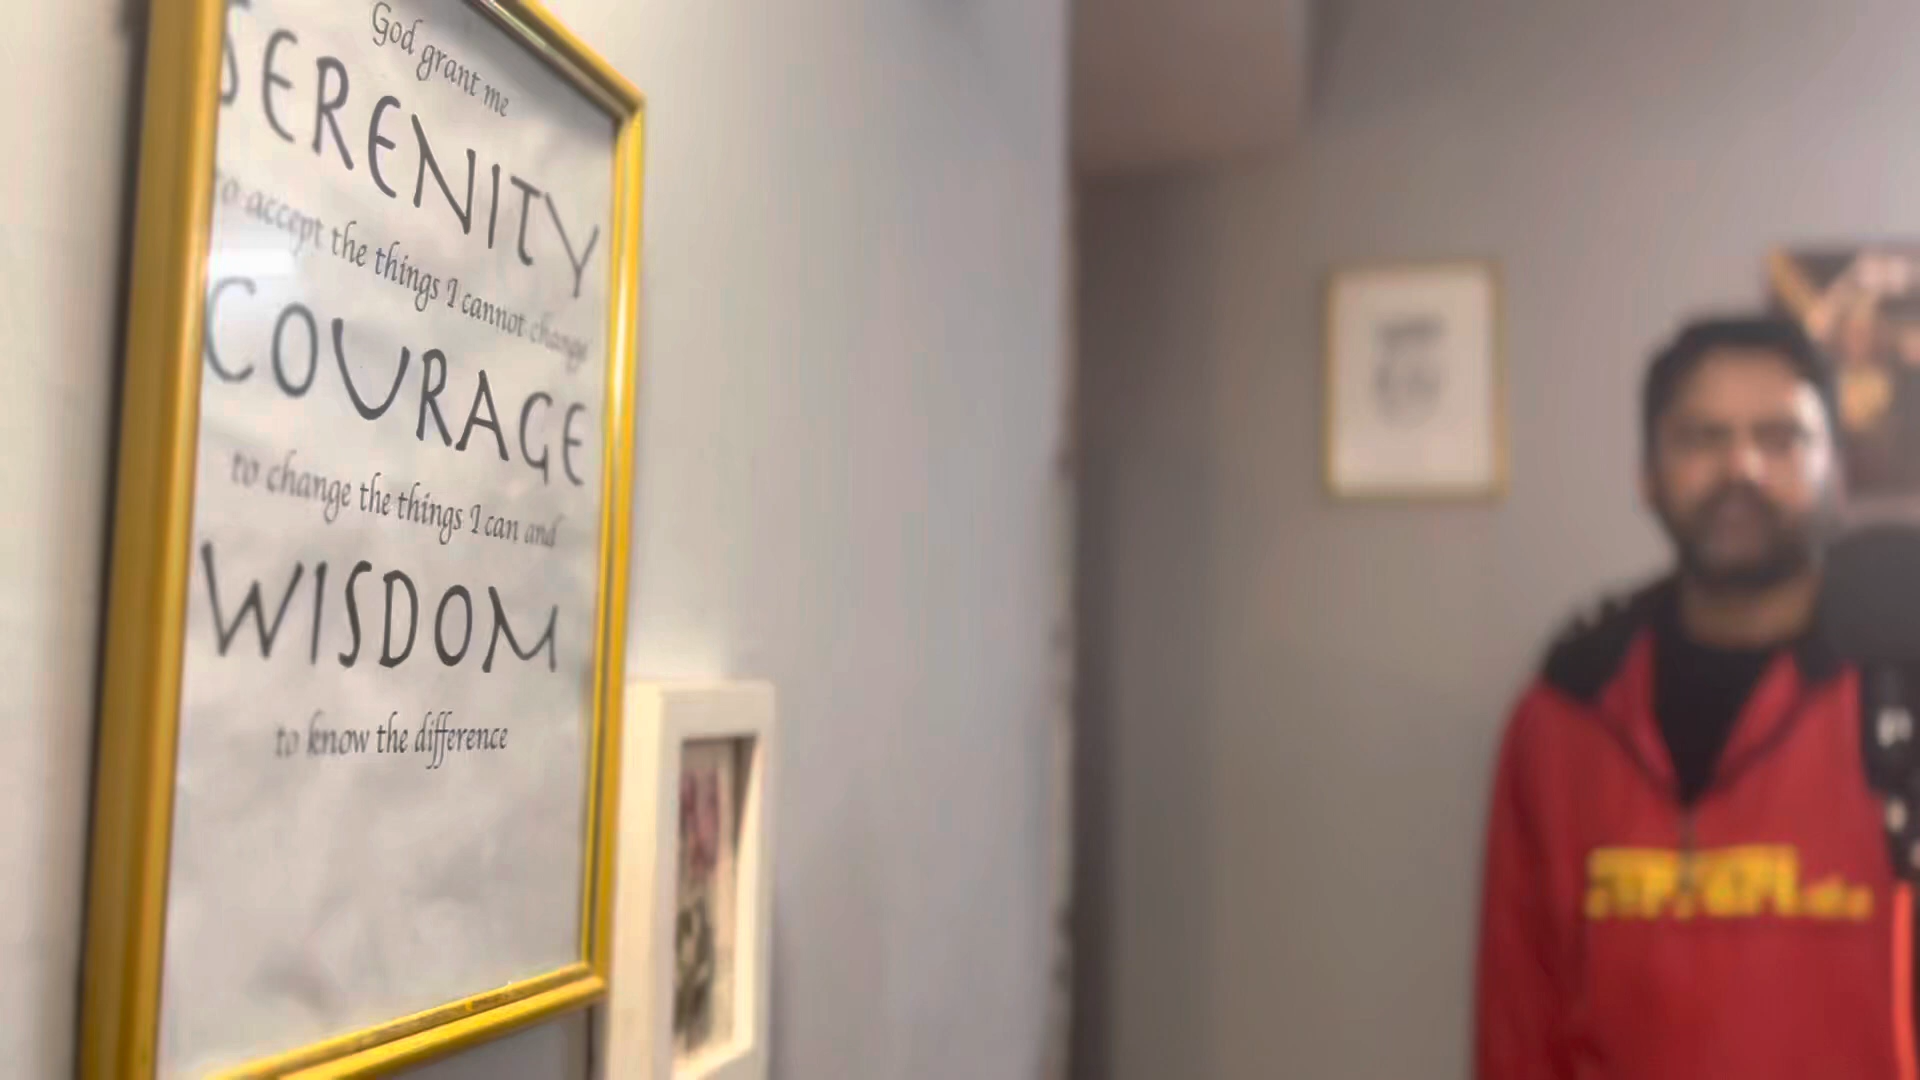 God grant me
SERENITY
to accept the things I cannot change
COURAGE
to change the things I can and
WISDOM
to know the difference